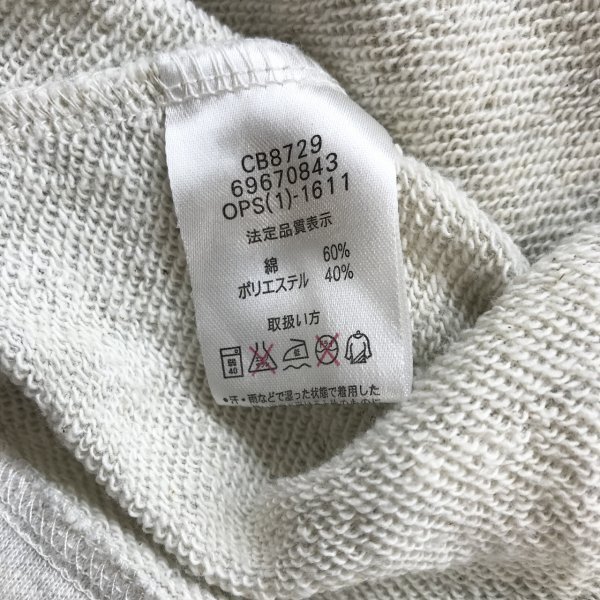 CB8729
69670843
OPS(1)-1611
法定品質表示
綿 60%
ポリエステル 40%
取扱い方
弱 40 低
•汗・雨などで湿った状態で着用した